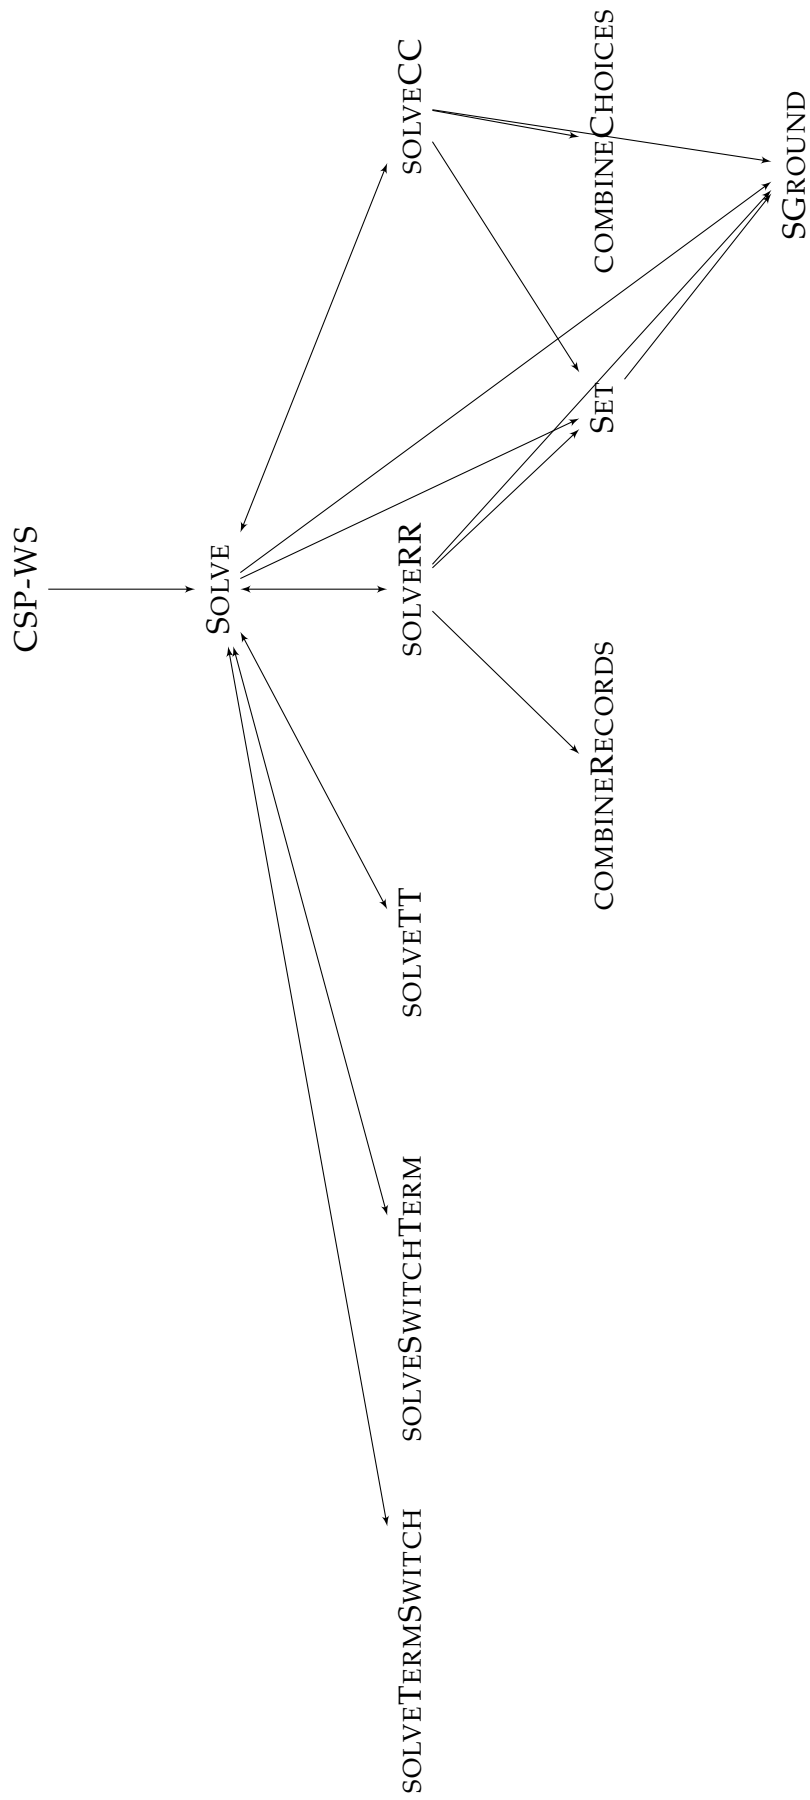 CSP-WS
SOLVE
SOLVETERMSWITCH
SOLVESWITCHTERM
SOLVETT
SOLVERR
SOLVECC
COMBINERECORDS
SET
COMBINECHOICES
SGROUND